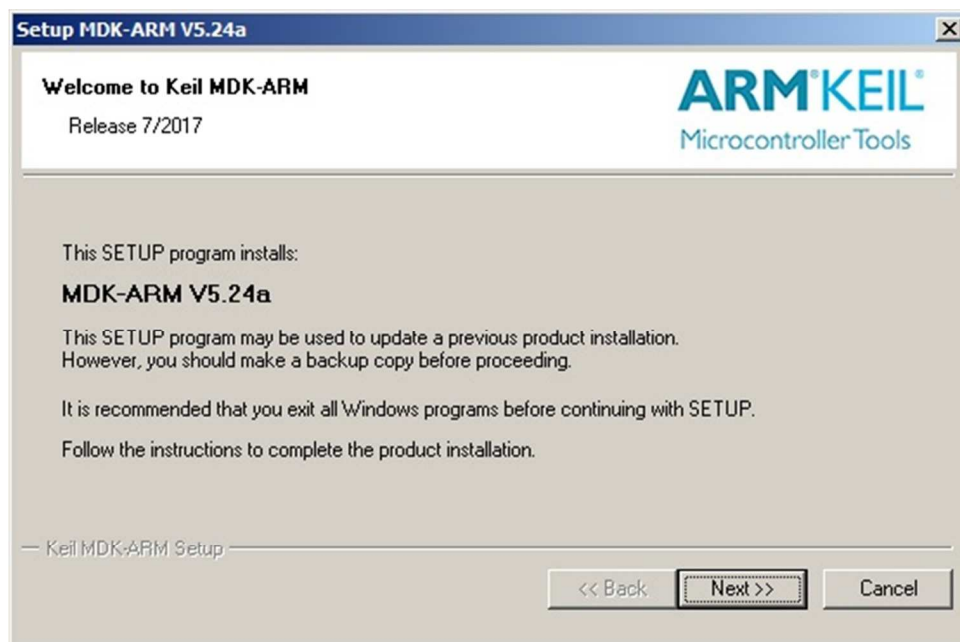 Setup MDK-ARM V5.24a
Welcome to Keil MDK-ARM
Release 7/2017
ARM®KEIL®
Microcontroller Tools
This SETUP program installs:
MDK-ARM V5.24a
This SETUP program may be used to update a previous product installation.
However, you should make a backup copy before proceeding.
It is recommended that you exit all Windows programs before continuing with SETUP.
Follow the instructions to complete the product installation.
Keil MDK-ARM Setup
<< Back Next >> Cancel